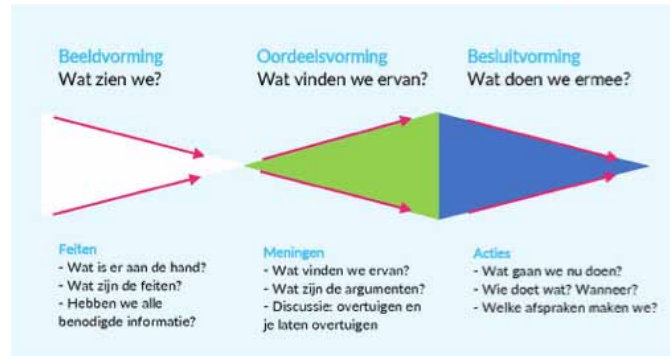 Beeldvorming
Wat zien we?
Oordeelsvorming
Wat vinden we ervan?
Besluitvorming
Wat doen we ermee?
Feiten
- Wat is er aan de hand?
- Wat zijn de feiten?
- Hebben we alle
benodigde informatie?
Meningen
- Wat vinden we ervan?
- Wat zijn de argumenten?
- Discussie: overtuigen en
je laten overtuigen
Acties
- Wat gaan we nu doen?
- Wie doet wat? Wanneer?
- Welke afspraken maken we?